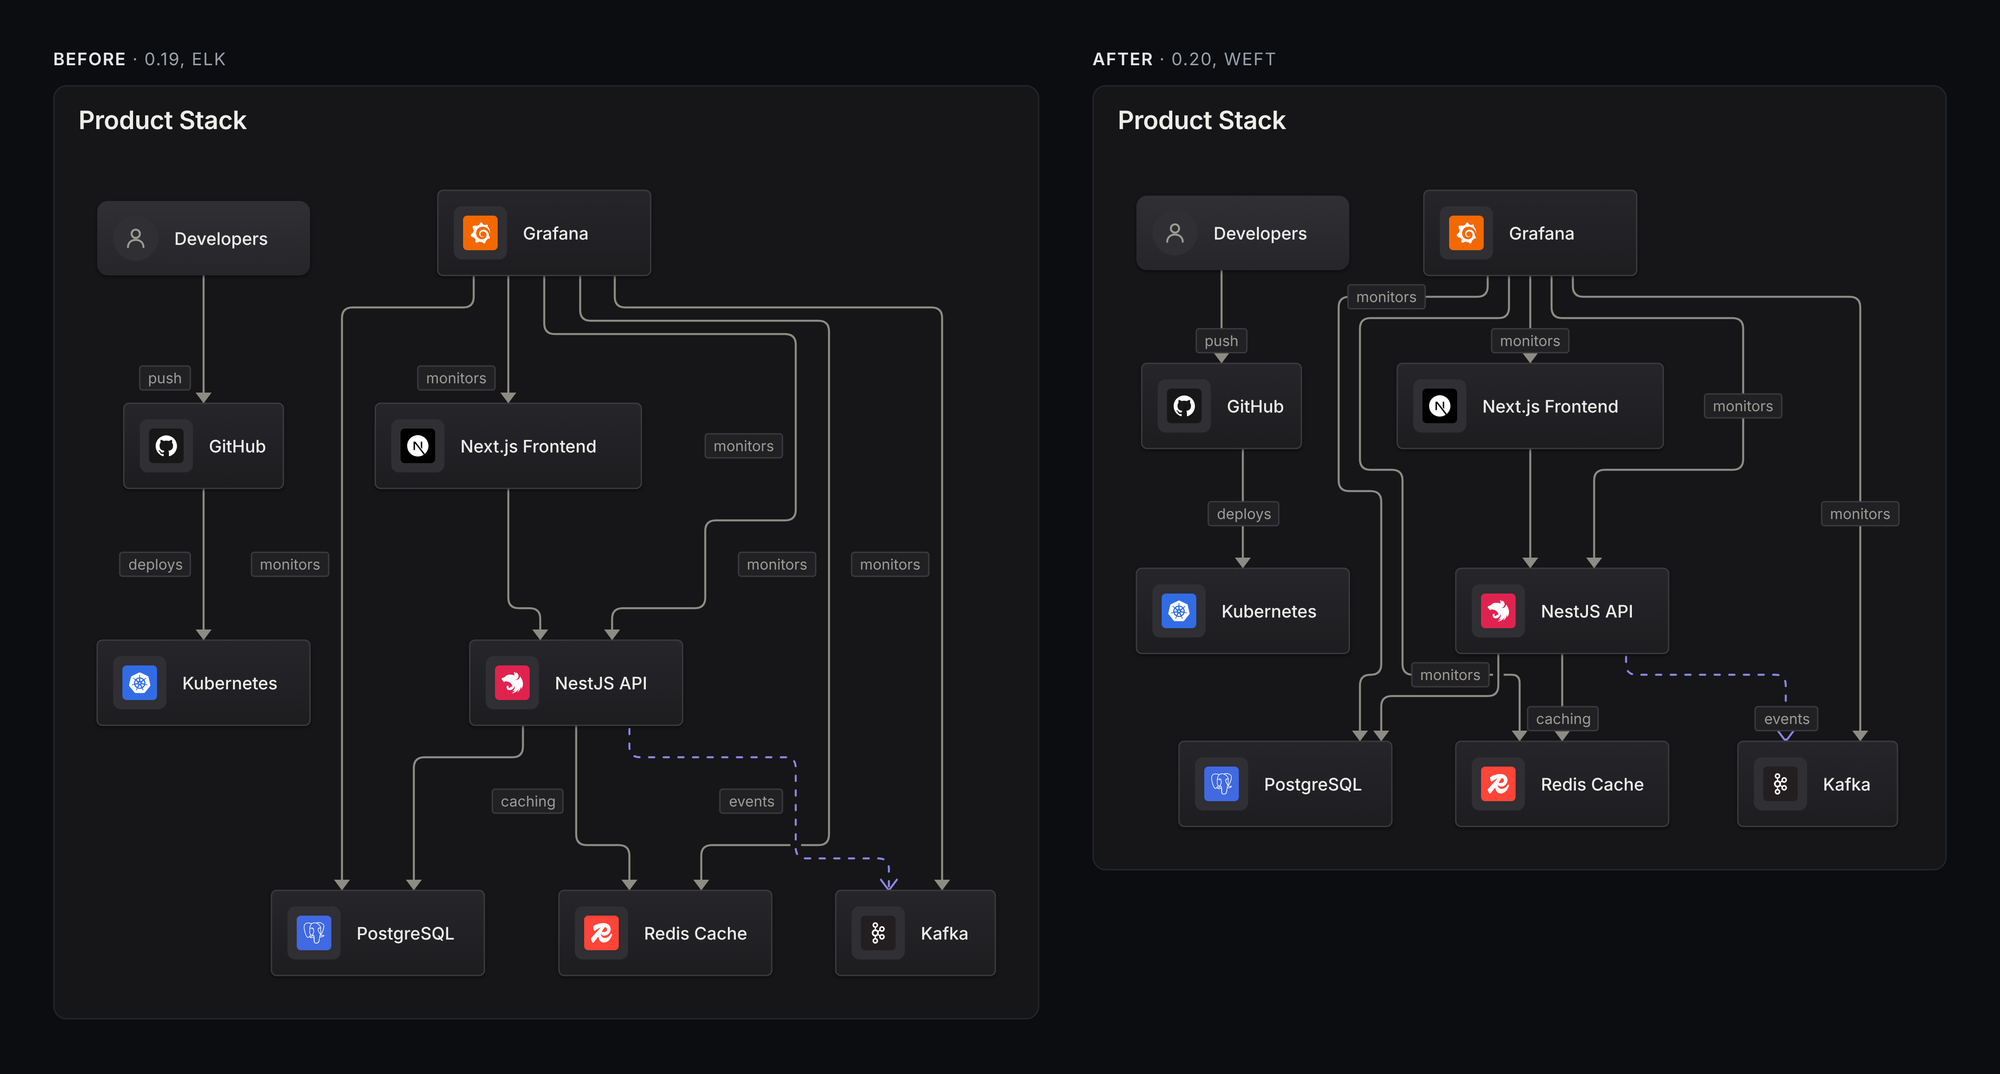 BEFORE · 0.19, ELK
Product Stack
Developers
Grafana
push
monitors
GitHub
Next.js Frontend
monitors
deploys
monitors
monitors
monitors
Kubernetes
NestJS API
caching
events
PostgreSQL
Redis Cache
Kafka
AFTER · 0.20, WEFT
Product Stack
Developers
Grafana
monitors
push
monitors
GitHub
Next.js Frontend
monitors
deploys
monitors
Kubernetes
NestJS API
monitors
caching
events
PostgreSQL
Redis Cache
Kafka